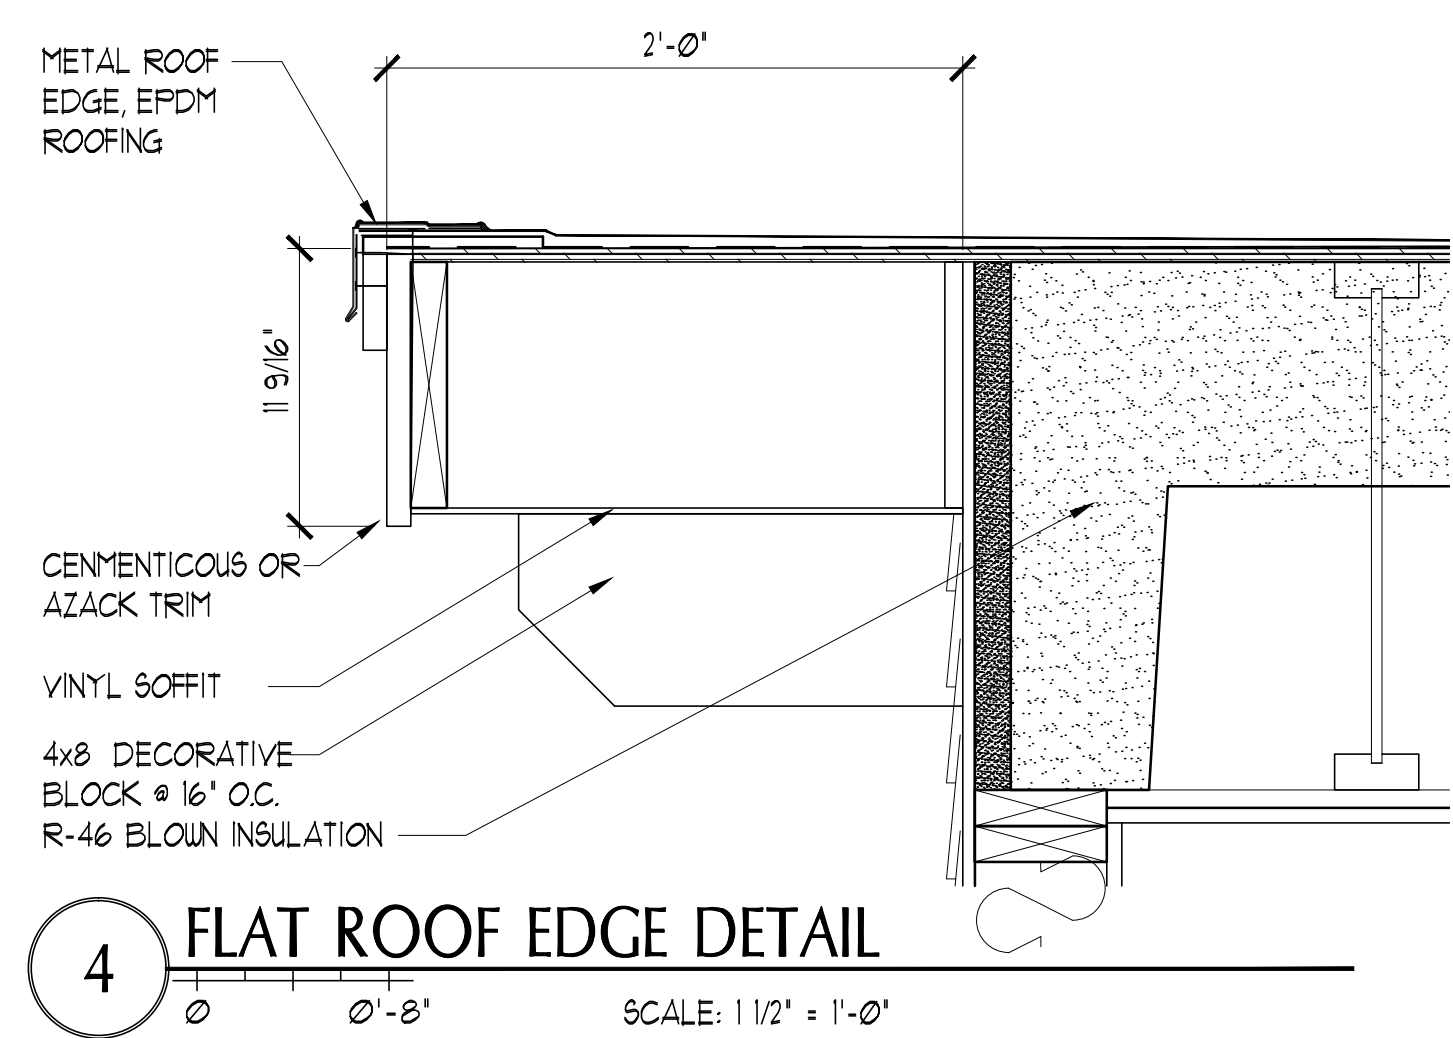 2'-Ø"
METAL ROOF
EDGE, EPDM
ROOFING
11 9/16"
CENMENTICOUS OR
AZACK TRIM
VINYL SOFFIT
4x8 DECORATIVE
BLOCK @ 16" O.C.
R-46 BLOWN INSULATION
4
FLAT ROOF EDGE DETAIL
Ø
Ø'-8"
SCALE: 1 1/2" = 1'-Ø"